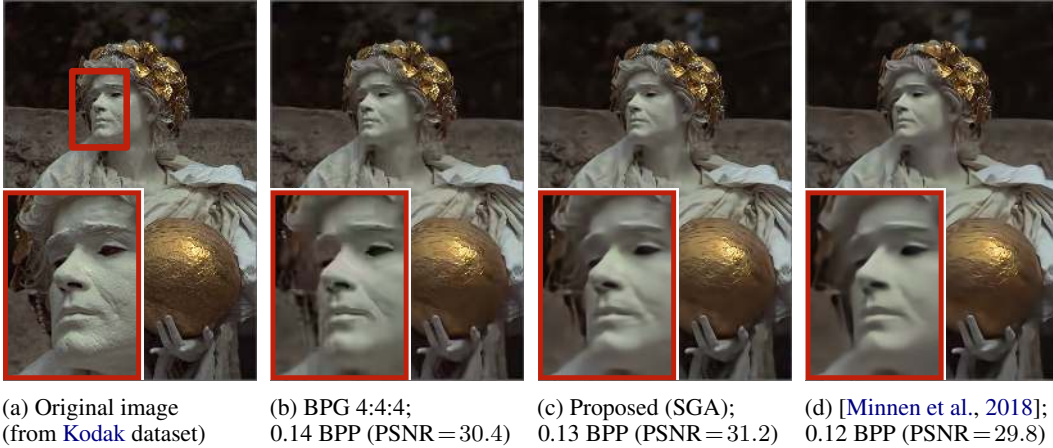 (a) Original image
(from Kodak dataset)
(b) BPG 4:4:4;
0.14 BPP (PSNR=30.4)
(c) Proposed (SGA);
0.13 BPP (PSNR=31.2)
(d) [Minnen et al., 2018];
0.12 BPP (PSNR=29.8)